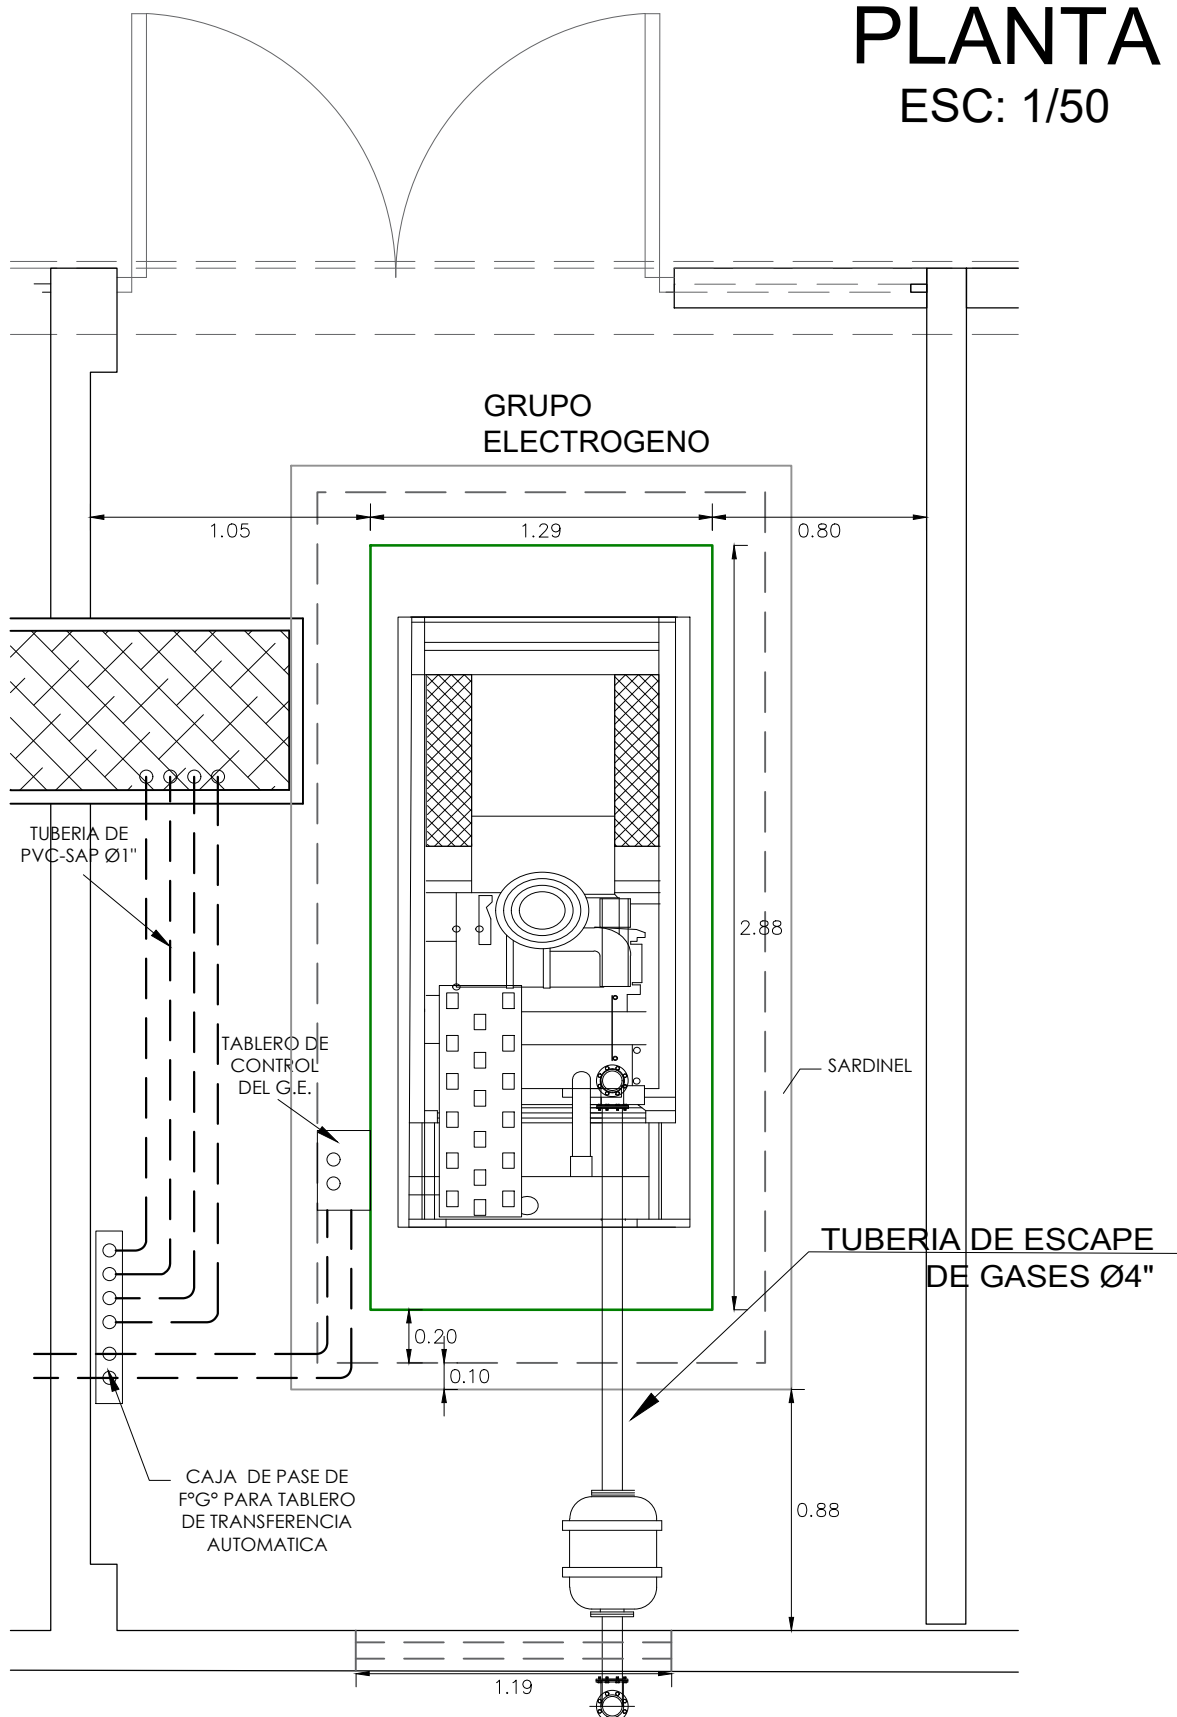 PLANTA
ESC: 1/50
GRUPO
ELECTROGENO
1.05
1.29
0.80
TUBERIA DE
PVC-SAP Ø1"
2.88
TABLERO DE
CONTROL
DEL G.E.
SARDINEL
TUBERIA DE ESCAPE
DE GASES Ø4"
0.20
0.10
CAJA DE PASE DE
FºGº PARA TABLERO
DE TRANSFERENCIA
AUTOMATICA
0.88
1.19